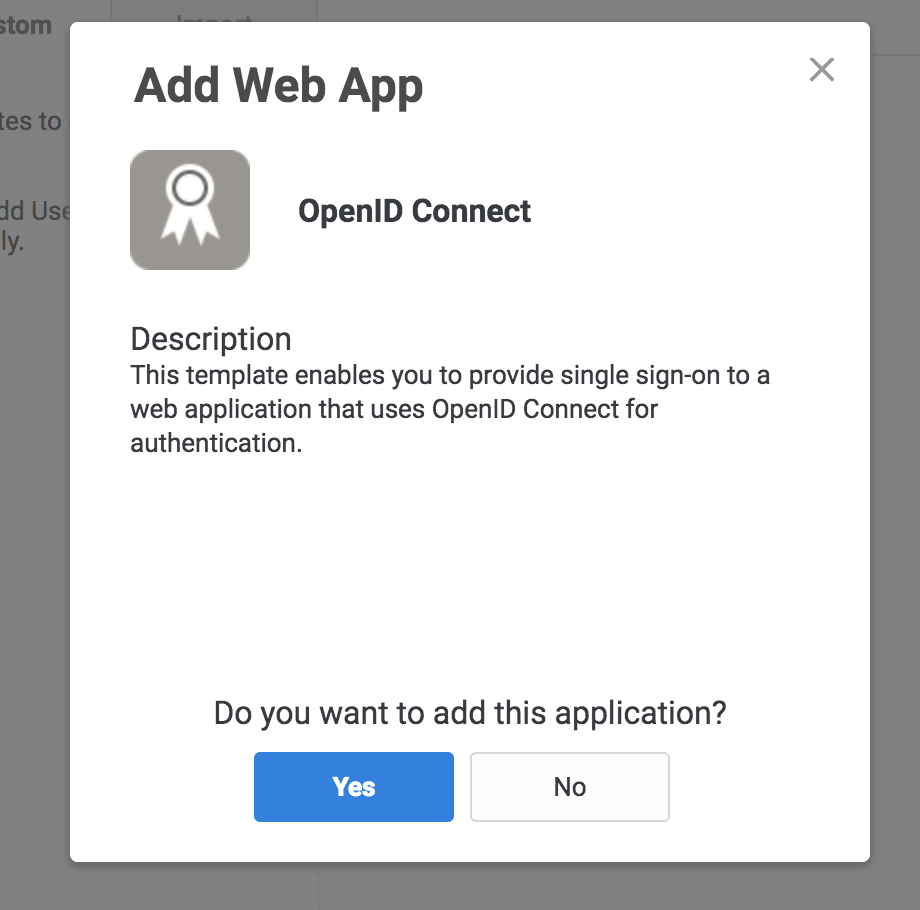 stom
Import
tes to
dd Use
ly.
Add Web App
OpenID Connect
Description
This template enables you to provide single sign-on to a
web application that uses OpenID Connect for
authentication.
Do you want to add this application?
Yes
No